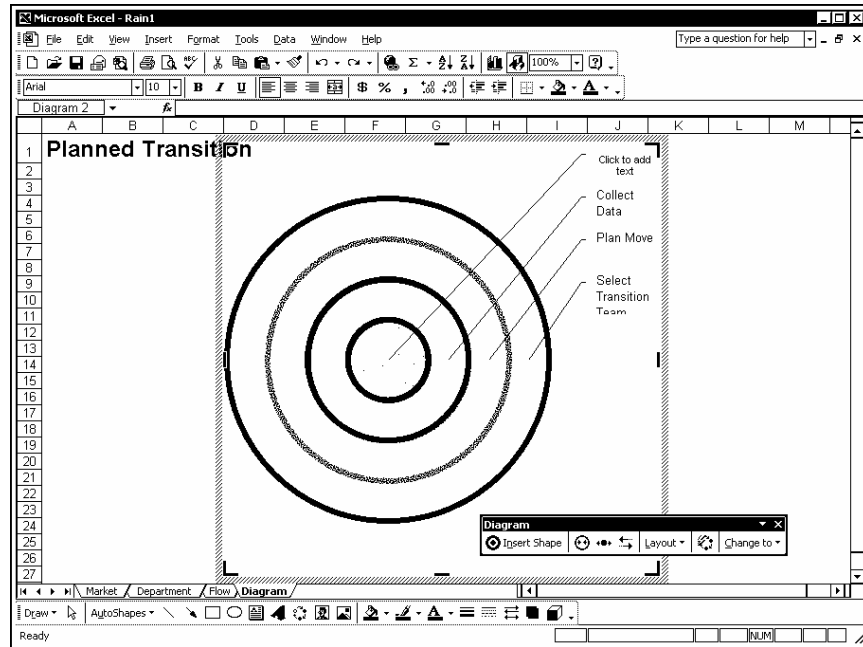 Microsoft Excel - Rain1
File Edit View Insert Format Tools Data Window Help
Type a question for help
100%
Arial 10 B I U $ % ,
Diagram 2 fx
A B C D E F G H I J K L M
1 Planned Transition
2
3
4
5
6
7
8
9
10
11
12
13
14
15
16
17
18
19
20
21
22
23
24
25
26
27
Click to add
text
Collect
Data
Plan Move
Select
Transition
Team
Diagram
Insert Shape Layout Change to
Market Department Flow Diagram
Draw AutoShapes
Ready NUM